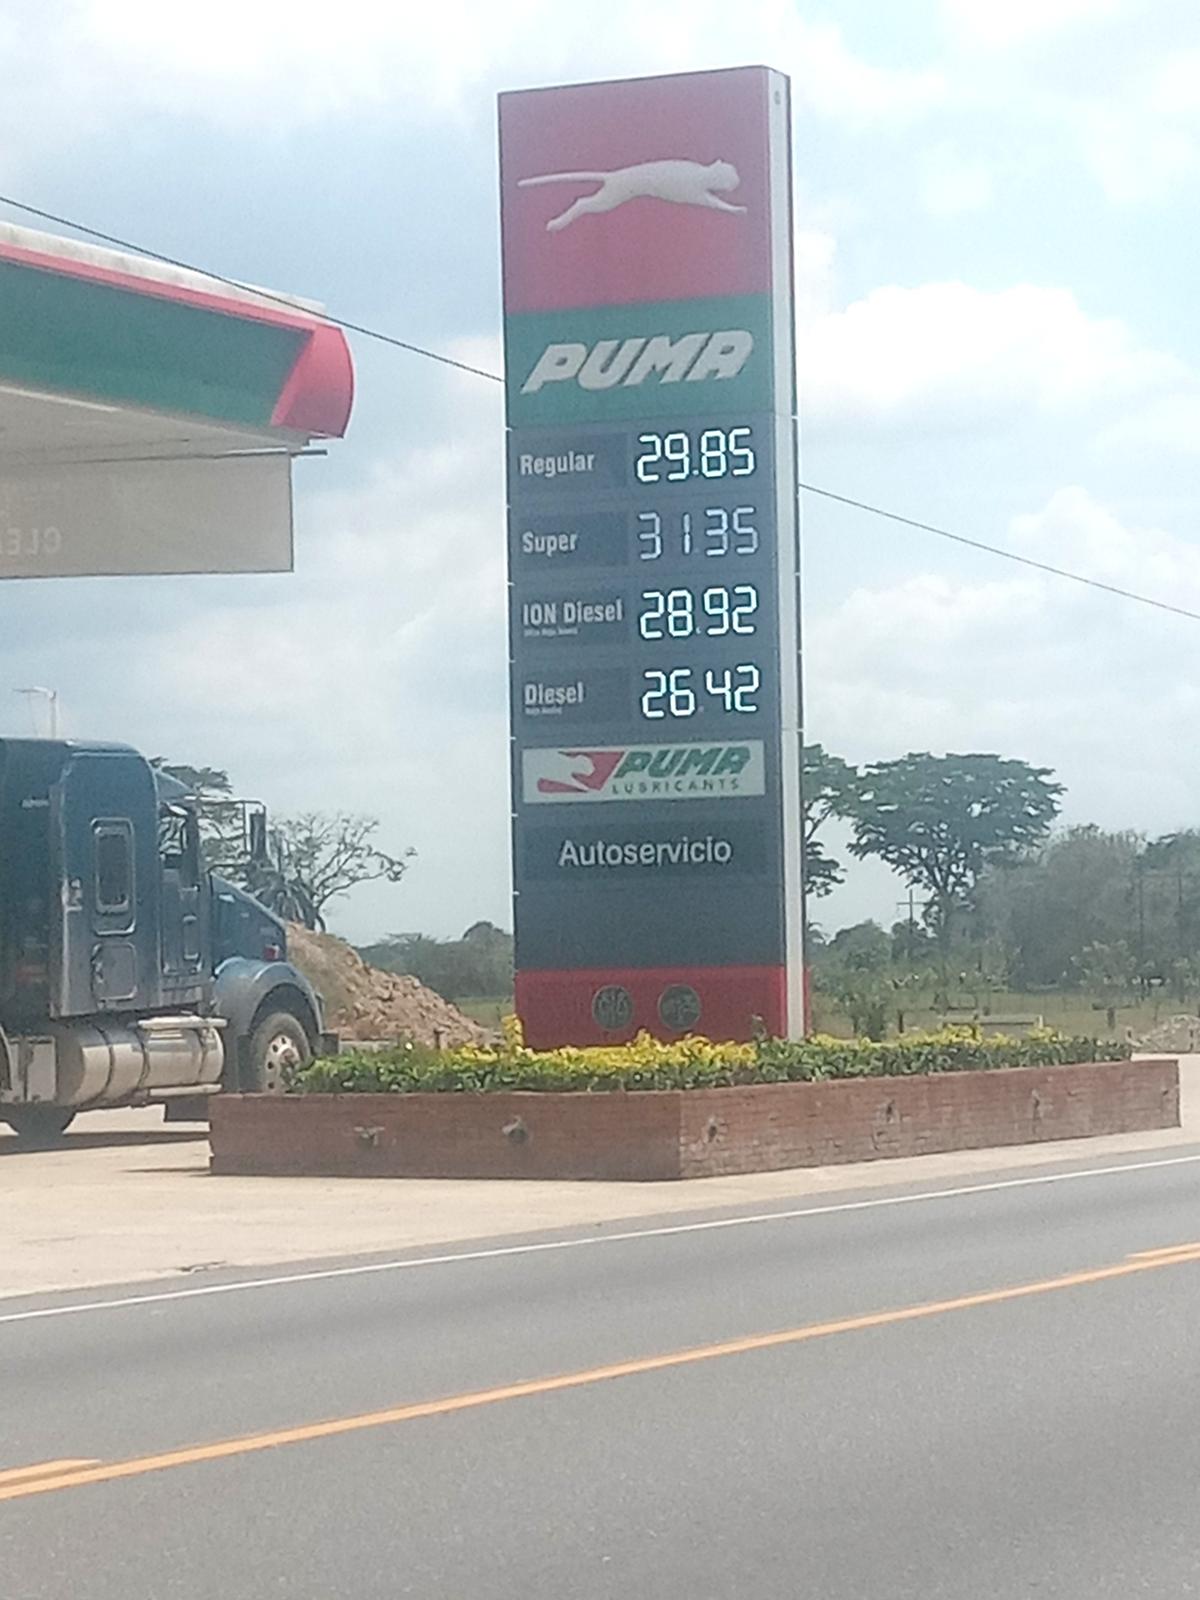 PUMA
Regular 29.85
Super 31.35
ION Diesel 28.92
Diesel 26.42
PUMA
LUBRICANTS
Autoservicio